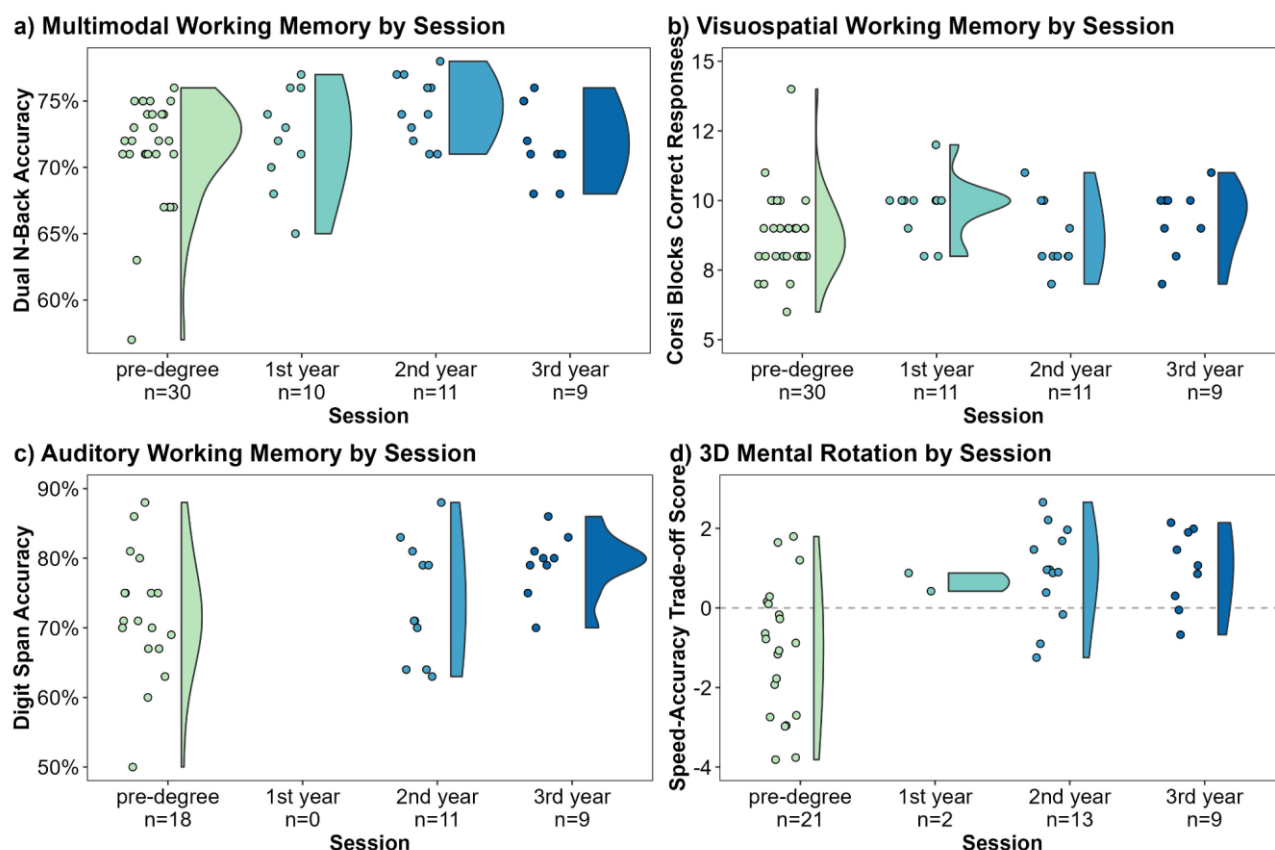 a) Multimodal Working Memory by Session
Dual N-Back Accuracy
75%
70%
65%
60%
pre-degree 1st year 2nd year 3rd year
n=30 n=10 n=11 n=9
Session
b) Visuospatial Working Memory by Session
Corsi Blocks Correct Responses
15
12
10
8
5
pre-degree 1st year 2nd year 3rd year
n=30 n=11 n=11 n=9
Session
c) Auditory Working Memory by Session
Digit Span Accuracy
90%
80%
70%
60%
50%
pre-degree 1st year 2nd year 3rd year
n=18 n=0 n=11 n=9
Session
d) 3D Mental Rotation by Session
Speed-Accuracy Trade-off Score
2
0
-2
-4
pre-degree 1st year 2nd year 3rd year
n=21 n=2 n=13 n=9
Session